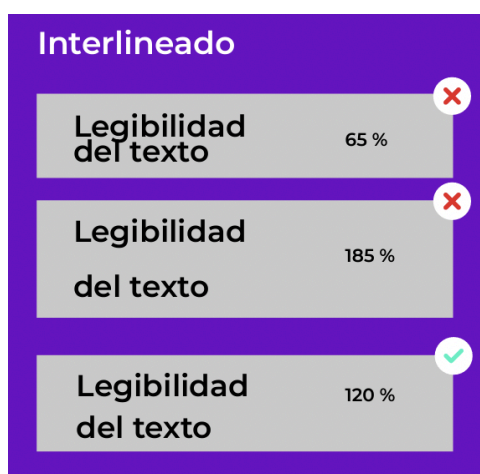 Interlineado
Legibilidad
del texto
65 %
Legibilidad
del texto
185 %
Legibilidad
del texto
120 %